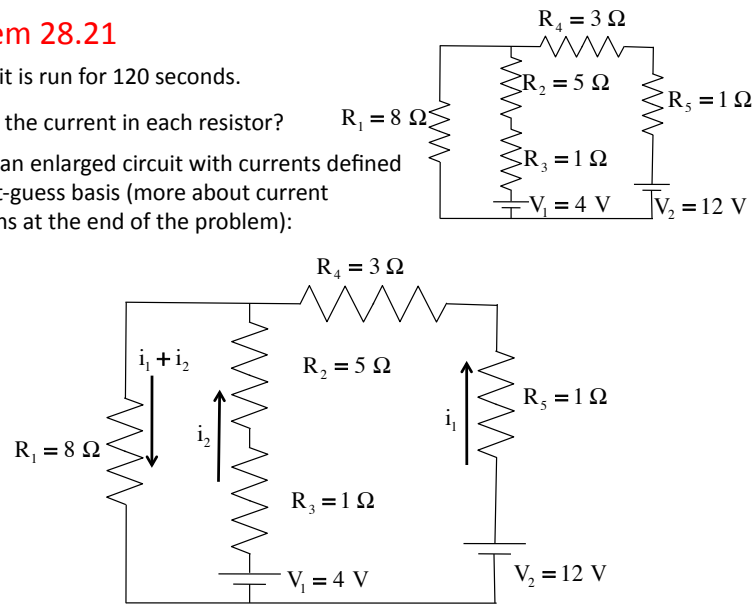 em 28.21
it is run for 120 seconds.
the current in each resistor?
an enlarged circuit with currents defined
t-guess basis (more about current
ns at the end of the problem):
R₄ = 3 Ω
R₂ = 5 Ω
R₁ = 8 Ω
R₅ = 1 Ω
R₃ = 1 Ω
V₁ = 4 V
V₂ = 12 V
R₄ = 3 Ω
i₁ + i₂
R₂ = 5 Ω
R₅ = 1 Ω
i₁
i₂
R₁ = 8 Ω
R₃ = 1 Ω
V₁ = 4 V
V₂ = 12 V